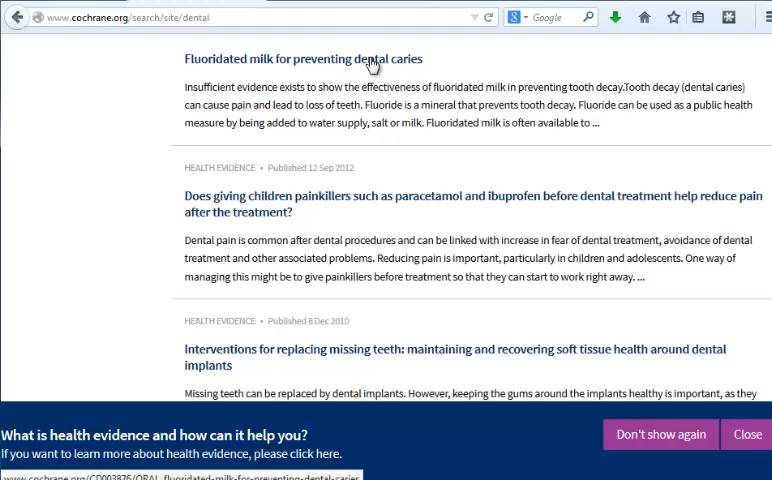 www.cochrane.org/search/site/dental
Google
Fluoridated milk for preventing dental caries
Insufficient evidence exists to show the effectiveness of fluoridated milk in preventing tooth decay.Tooth decay (dental caries)
can cause pain and lead to loss of teeth. Fluoride is a mineral that prevents tooth decay. Fluoride can be used as a public health
measure by being added to water supply, salt or milk. Fluoridated milk is often available to ...
HEALTH EVIDENCE • Published 12 Sep 2012
Does giving children painkillers such as paracetamol and ibuprofen before dental treatment help reduce pain
after the treatment?
Dental pain is common after dental procedures and can be linked with increase in fear of dental treatment, avoidance of dental
treatment and other associated problems. Reducing pain is important, particularly in children and adolescents. One way of
managing this might be to give painkillers before treatment so that they can start to work right away. ...
HEALTH EVIDENCE • Published 8 Dec 2010
Interventions for replacing missing teeth: maintaining and recovering soft tissue health around dental
implants
Missing teeth can be replaced by dental implants. However, keeping the gums around the implants healthy is important, as they
What is health evidence and how can it help you?
If you want to learn more about health evidence, please click here.
Don't show again
Close
www.cochrane.org/CD003876/ORAL_fluoridated-milk-for-preventing-dental-caries